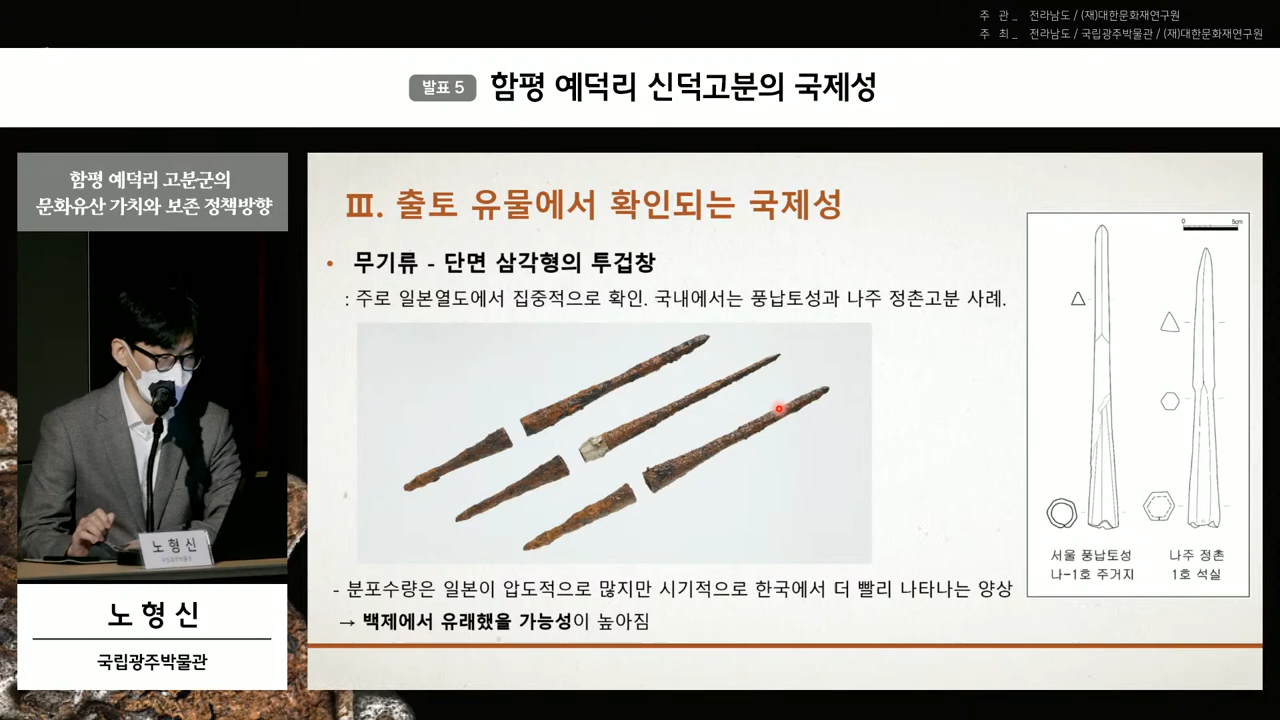 주 관 _ 전라남도 / (재)대한문화재연구원
주 최 _ 전라남도 / 국립광주박물관 / (재)대한문화재연구원
발표 5 함평 예덕리 신덕고분의 국제성
함평 예덕리 고분군의
문화유산 가치와 보존 정책방향
노형신
국립광주박물관
노 형 신
국립광주박물관
Ⅲ. 출토 유물에서 확인되는 국제성
• 무기류 - 단면 삼각형의 투겁창
: 주로 일본열도에서 집중적으로 확인. 국내에서는 풍납토성과 나주 정촌고분 사례.
0 5cm
서울 풍납토성
나-1호 주거지
나주 정촌
1호 석실
- 분포수량은 일본이 압도적으로 많지만 시기적으로 한국에서 더 빨리 나타나는 양상
→ 백제에서 유래했을 가능성이 높아짐